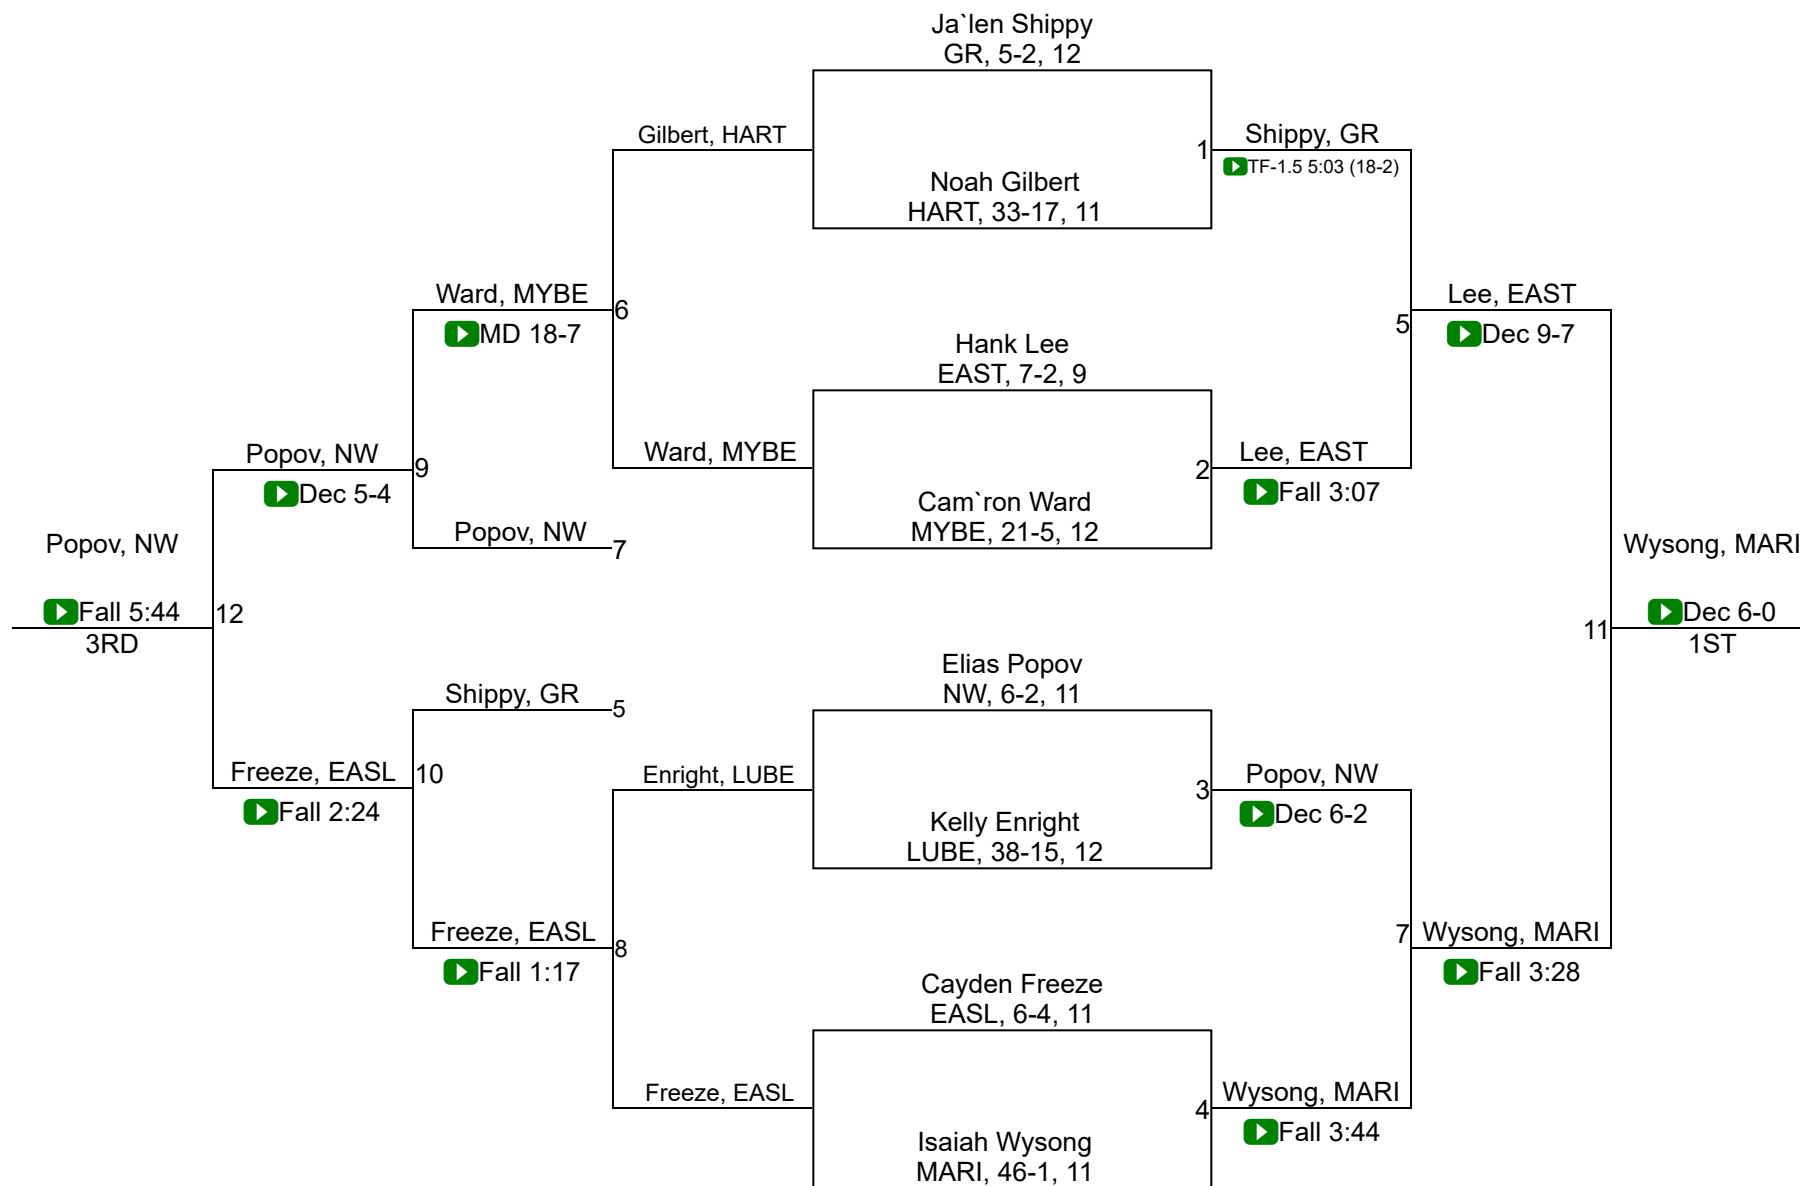 Ja`len Shippy
GR, 5-2, 12
Gilbert, HART
1
Shippy, GR
TF-1.5 5:03 (18-2)
Noah Gilbert
HART, 33-17, 11
Ward, MYBE
6
MD 18-7
5
Lee, EAST
Dec 9-7
Hank Lee
EAST, 7-2, 9
Popov, NW
9
Dec 5-4
Ward, MYBE
2
Lee, EAST
Fall 3:07
Cam`ron Ward
MYBE, 21-5, 12
Popov, NW
7
Popov, NW
Fall 5:44
3RD
12
Wysong, MARI
11
Dec 6-0
1ST
Elias Popov
NW, 6-2, 11
Shippy, GR
5
Freeze, EASL
10
Fall 2:24
Enright, LUBE
3
Popov, NW
Dec 6-2
Kelly Enright
LUBE, 38-15, 12
Freeze, EASL
8
Fall 1:17
7
Wysong, MARI
Fall 3:28
Cayden Freeze
EASL, 6-4, 11
Freeze, EASL
4
Wysong, MARI
Fall 3:44
Isaiah Wysong
MARI, 46-1, 11